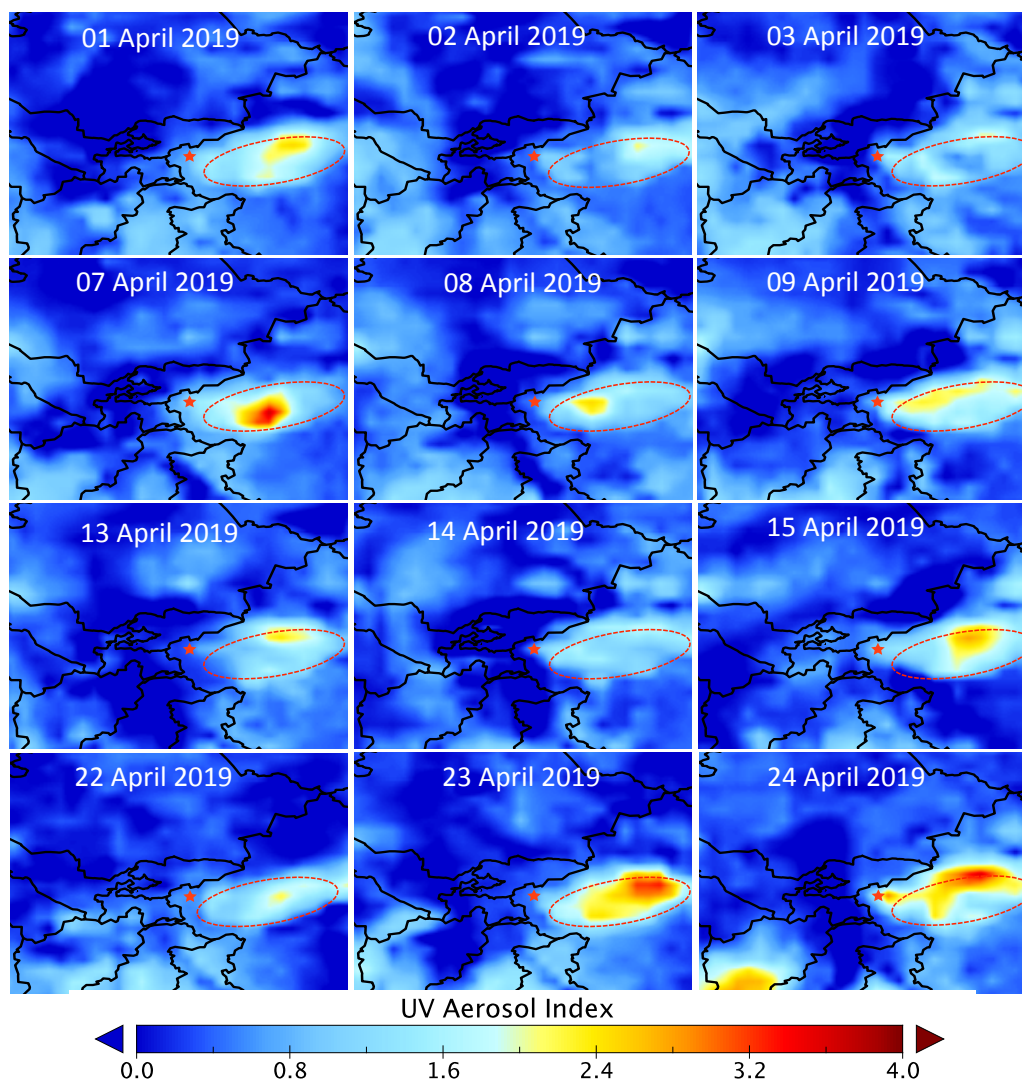 01 April 2019
02 April 2019
03 April 2019
07 April 2019
08 April 2019
09 April 2019
13 April 2019
14 April 2019
15 April 2019
22 April 2019
23 April 2019
24 April 2019
UV Aerosol Index
0.0 0.8 1.6 2.4 3.2 4.0